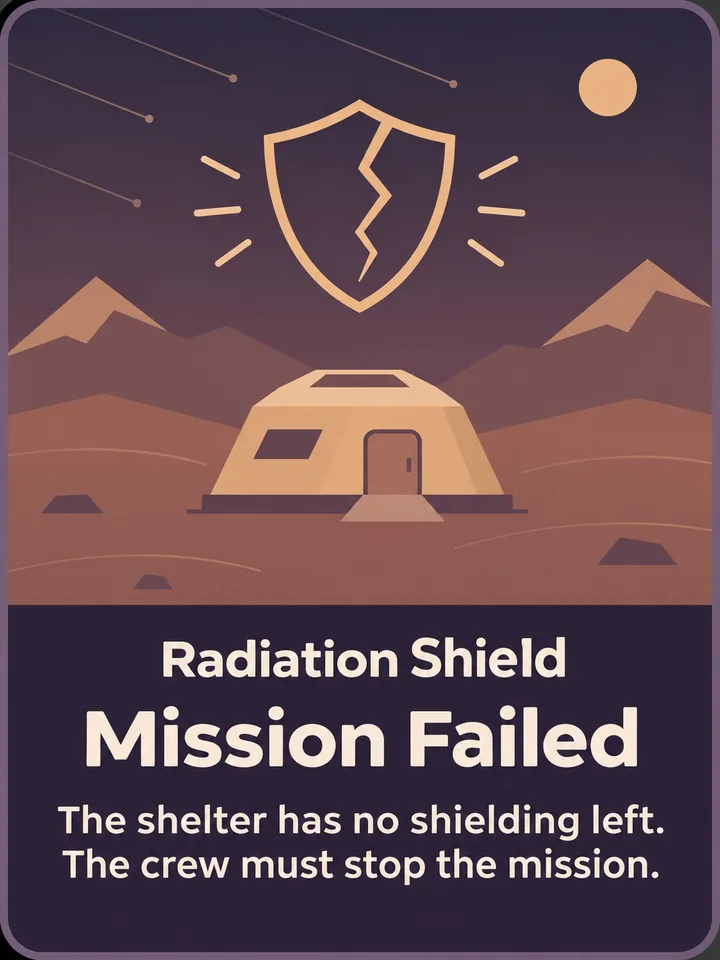 Radiation Shield
Mission Failed
The shelter has no shielding left.
The crew must stop the mission.